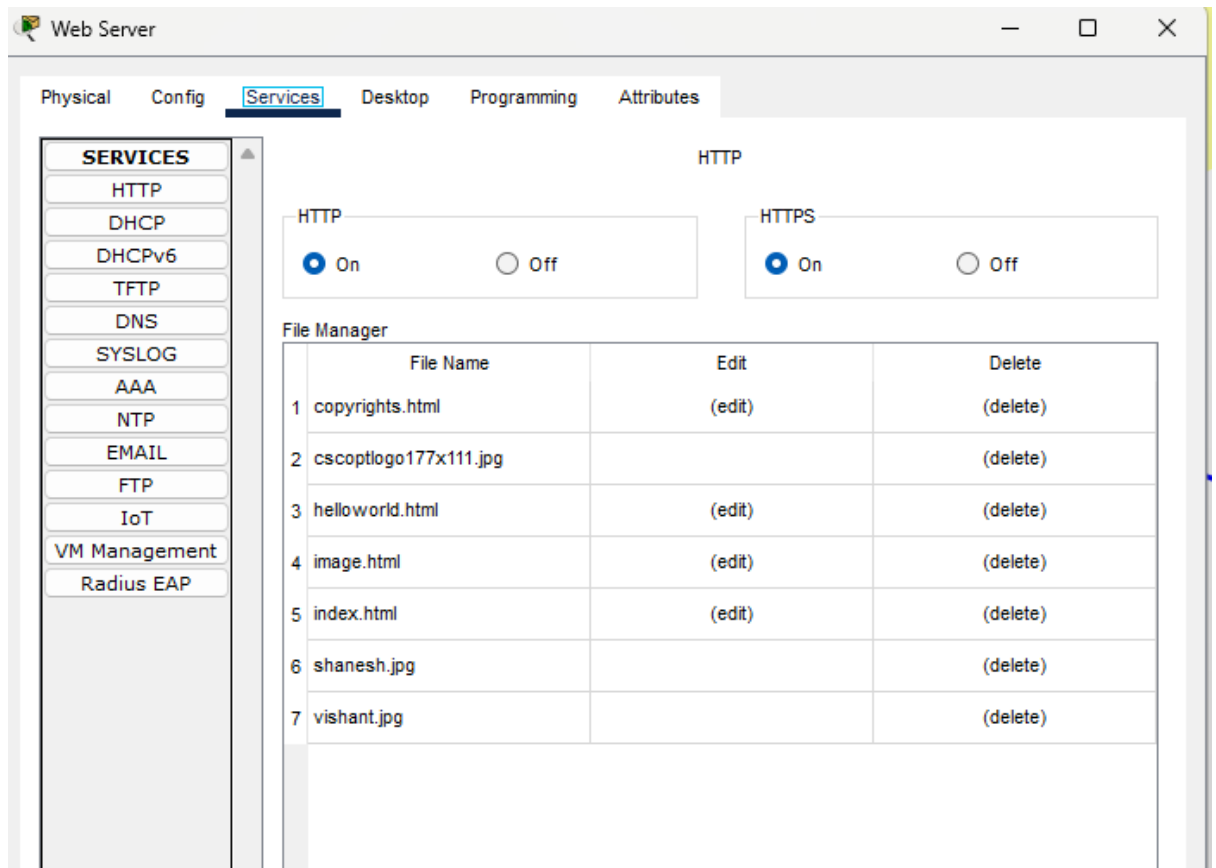 Web Server
Physical Config Services Desktop Programming Attributes
SERVICES
HTTP
DHCP
DHCPv6
TFTP
DNS
SYSLOG
AAA
NTP
EMAIL
FTP
IoT
VM Management
Radius EAP
HTTP
HTTP
On Off
HTTPS
On Off
File Manager
File Name Edit Delete
1 copyrights.html (edit) (delete)
2 cscoptlogo177x111.jpg (delete)
3 helloworld.html (edit) (delete)
4 image.html (edit) (delete)
5 index.html (edit) (delete)
6 shanesh.jpg (delete)
7 vishant.jpg (delete)